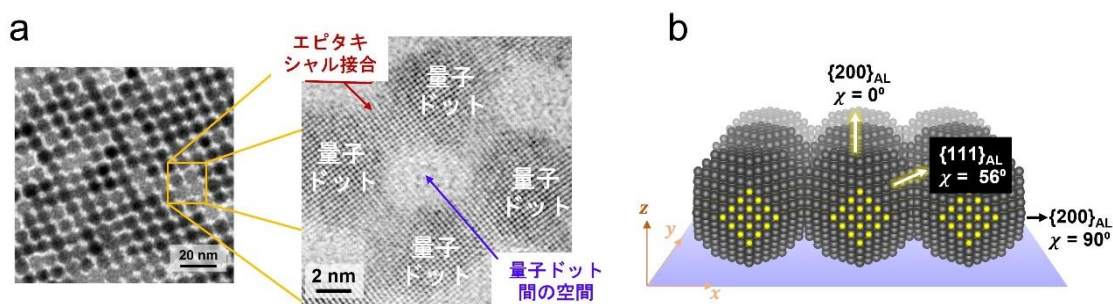 a
エピタキ
シャル接合
量子
ドット
量子
ドット
量子
ドット
量子
ドット
20 nm
2 nm
量子ドット
間の空間
b
{200}AL
χ = 0º
{111}AL
χ = 56º
{200}AL
χ = 90º
z
y
x